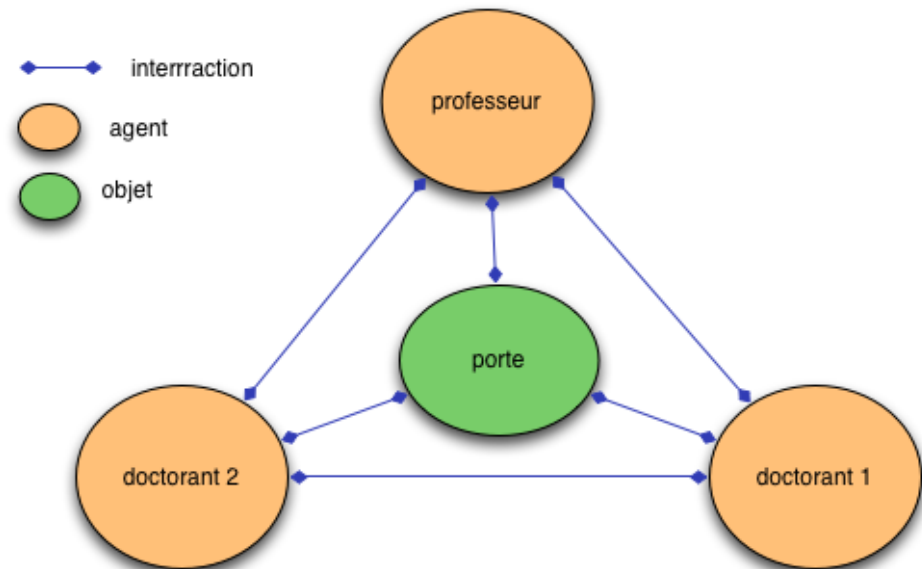 interrraction
agent
objet
professeur
porte
doctorant 2
doctorant 1